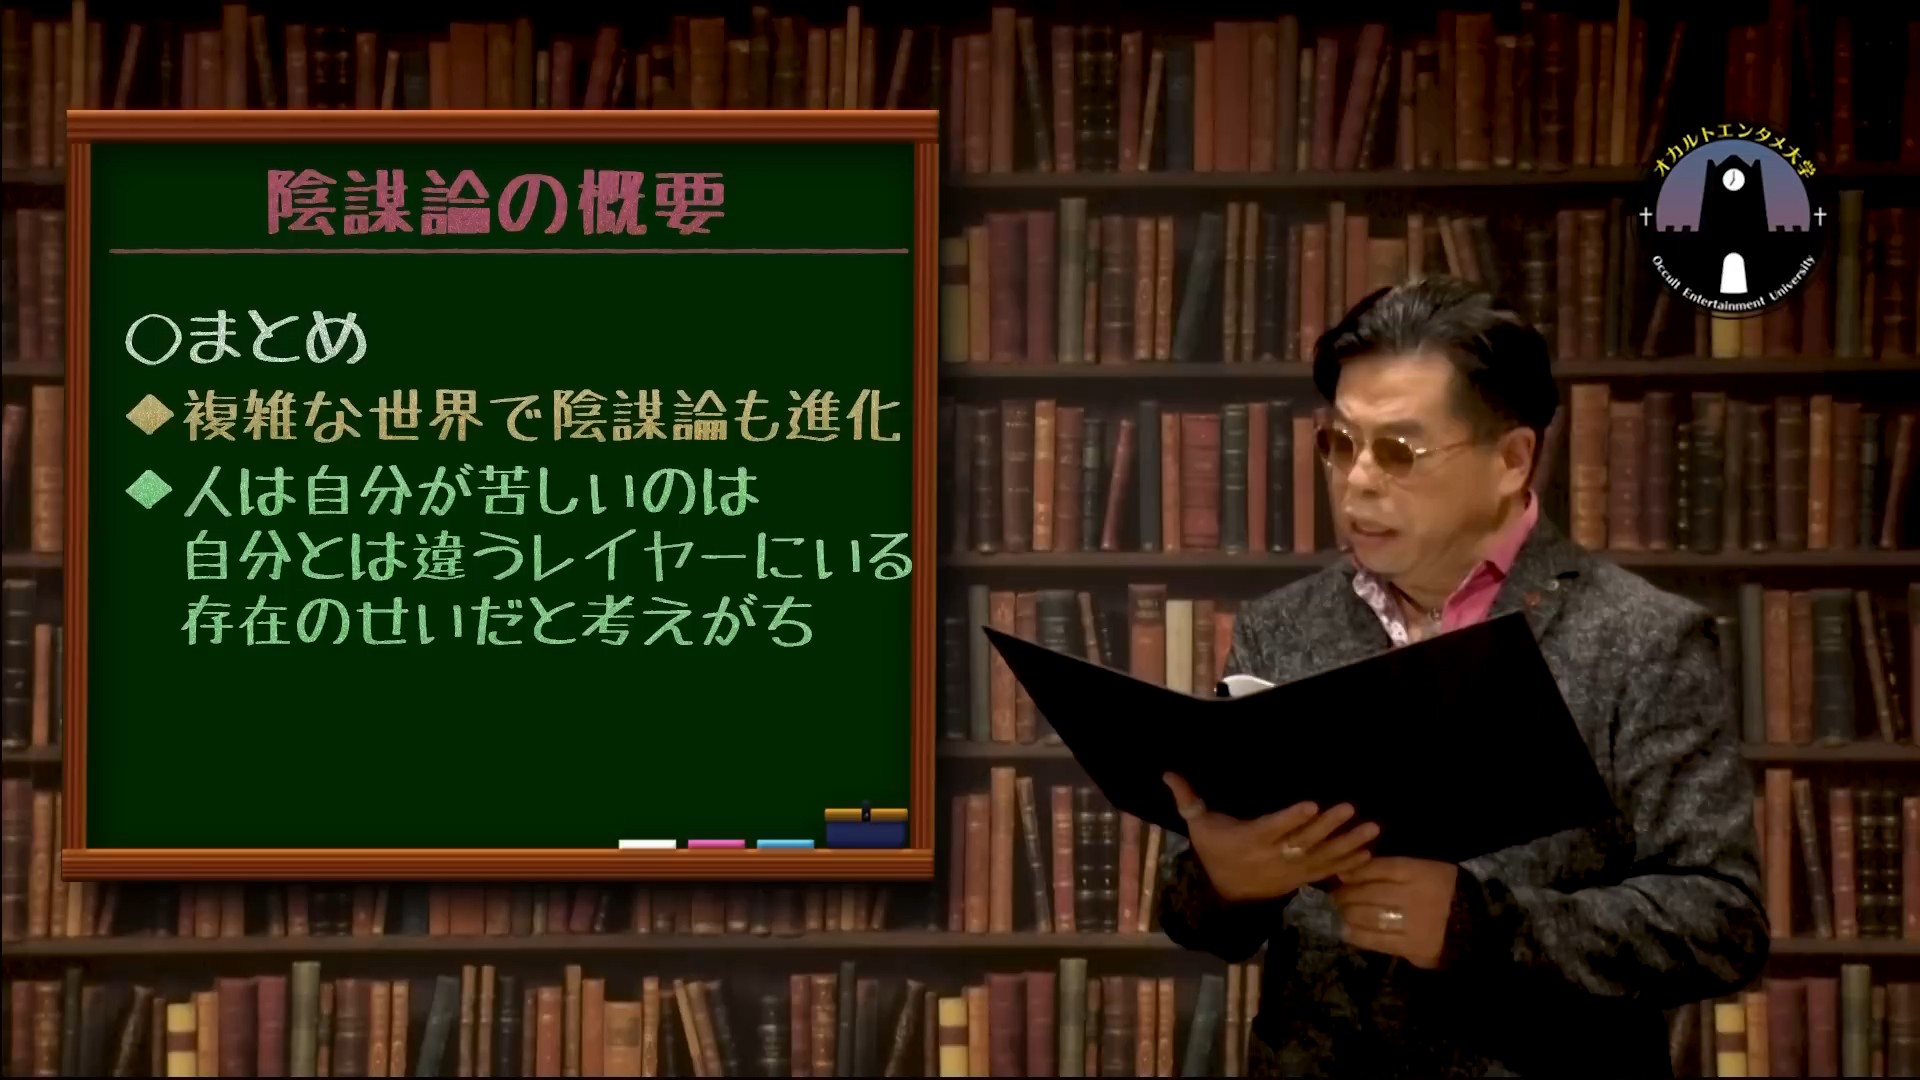 陰謀論の概要
○まとめ
◆複雑な世界で陰謀論も進化
◆人は自分が苦しいのは
自分とは違うレイヤーにいる
存在のせいだと考えがち
オカルトエンタメ大学
Occult Entertainment University